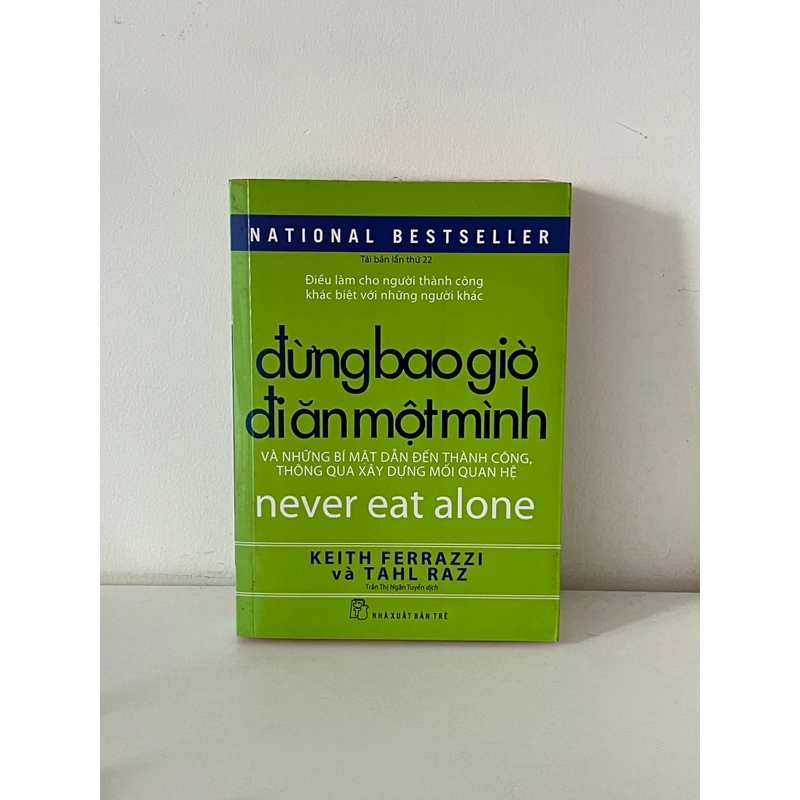 NATIONAL BESTSELLER
Tái bản lần thứ 22
Điều làm cho người thành công
khác biệt với những người khác
đừng bao giờ
đi ăn một mình
VÀ NHỮNG BÍ MẬT DẪN ĐẾN THÀNH CÔNG,
THÔNG QUA XÂY DỰNG MỐI QUAN HỆ
never eat alone
KEITH FERRAZZI
và TAHL RAZ
Trần Thị Ngân Tuyến dịch
NHÀ XUẤT BẢN TRẺ